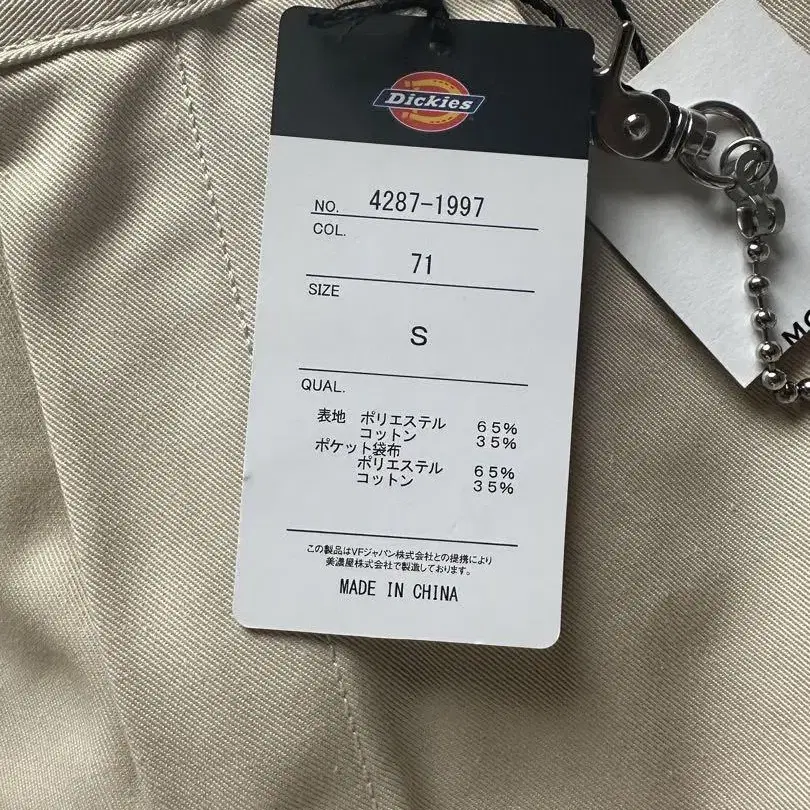 Dickies
NO. 4287-1997
COL.
71
SIZE
S
QUAL.
表地 ポリエステル 65%
コットン 35%
ポケット袋布
ポリエステル 65%
コットン 35%
この製品はVFジャパン株式会社との提携により
美濃屋株式会社で製造しております。
MADE IN CHINA